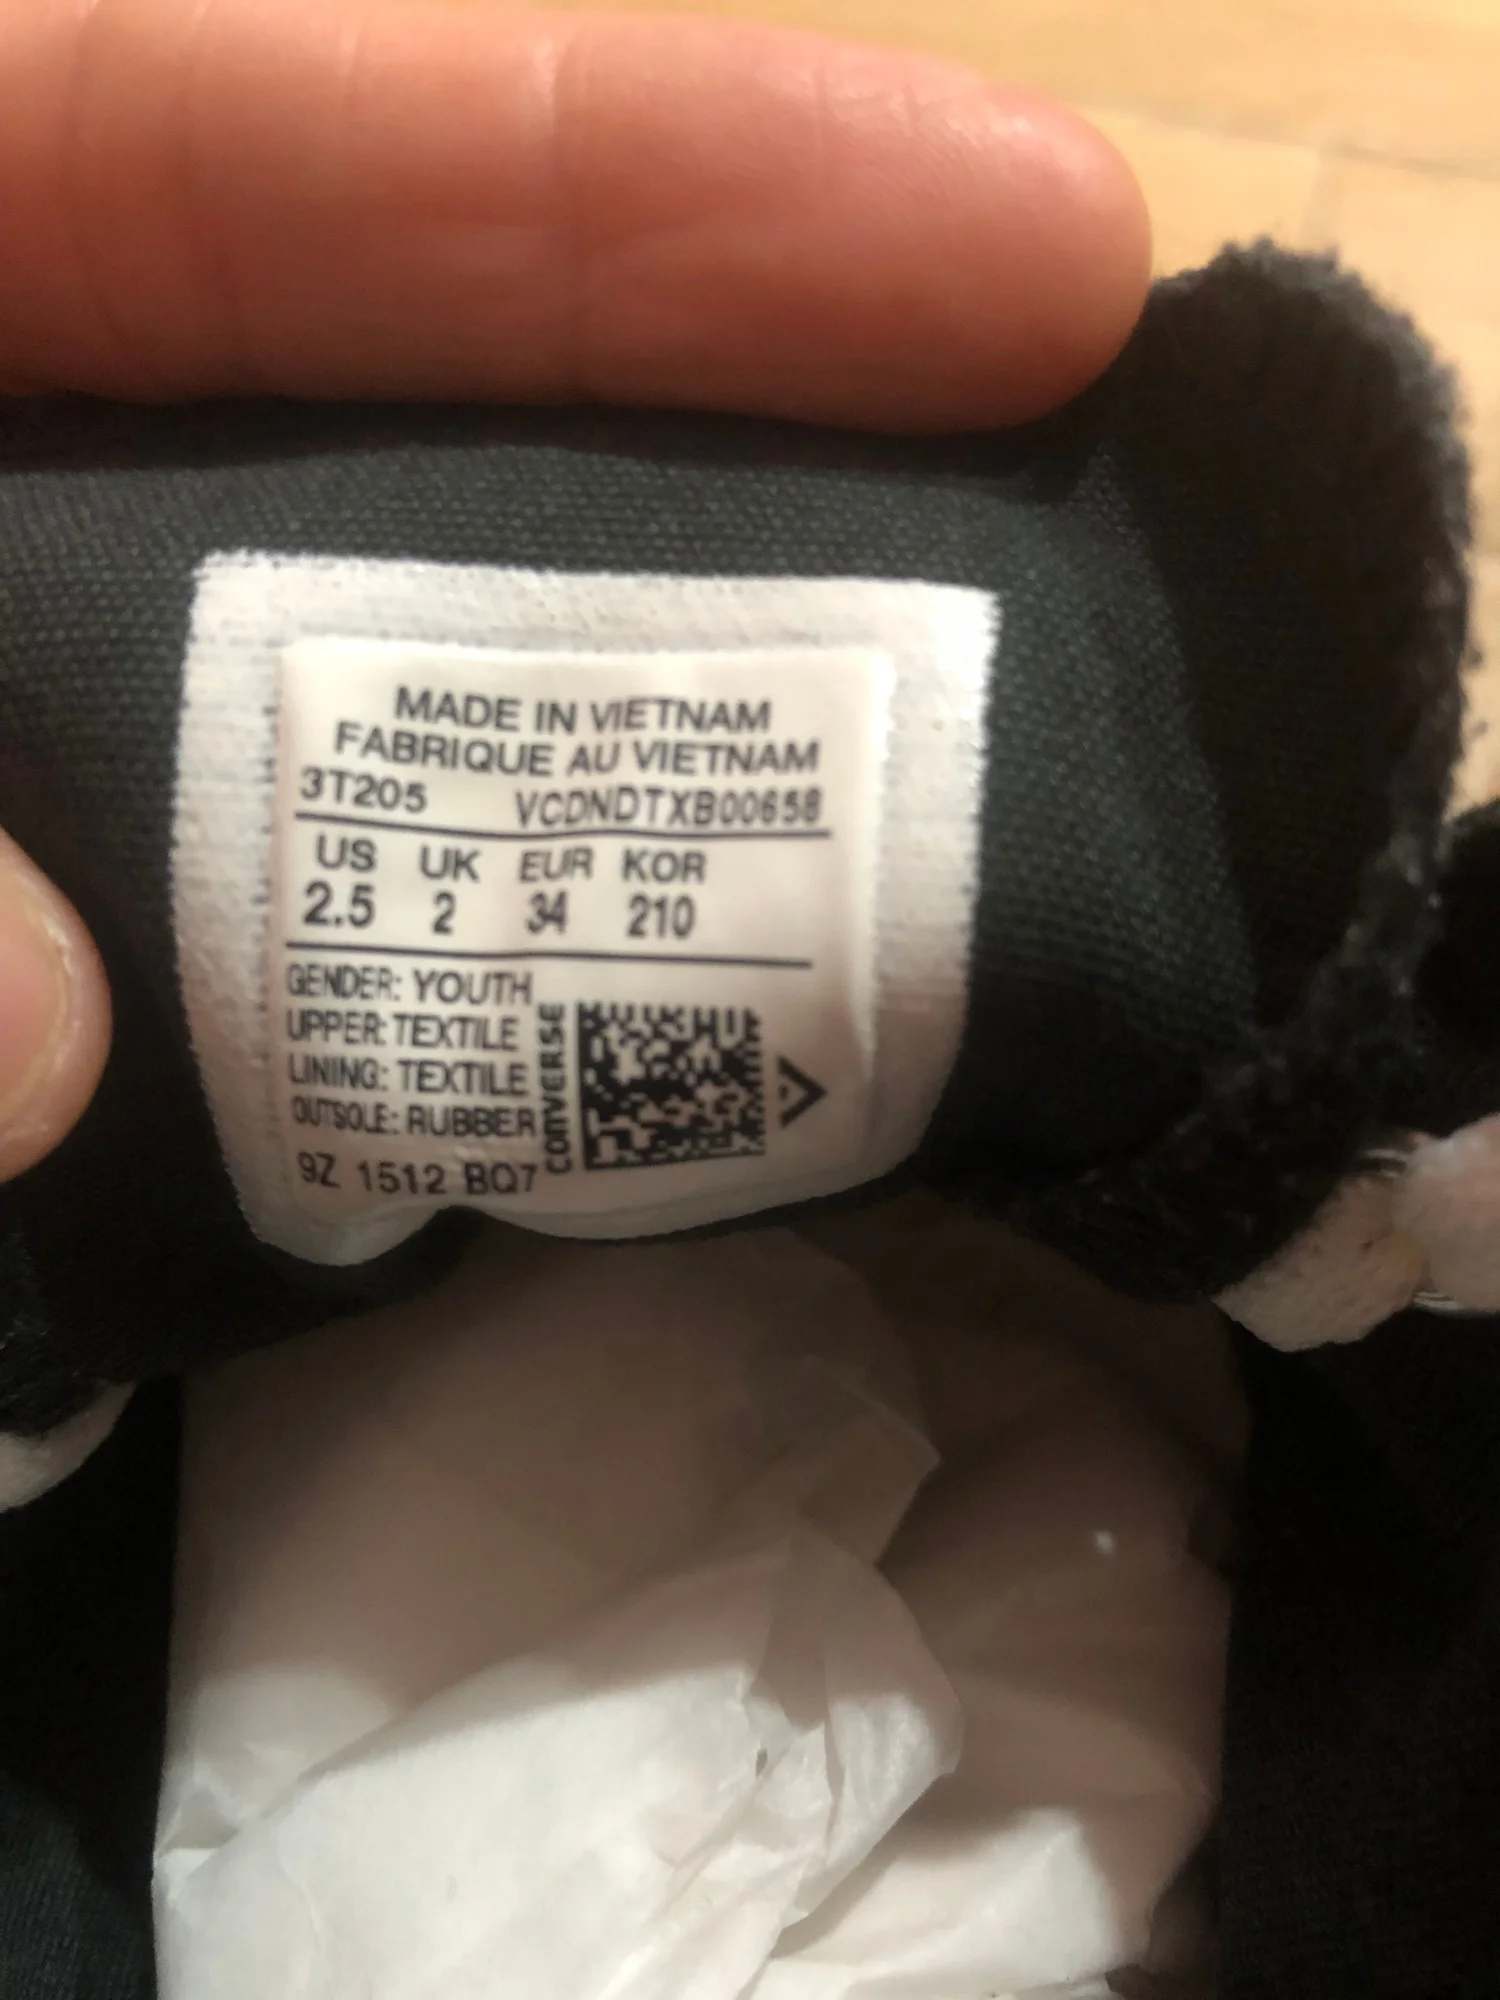 MADE IN VIETNAM
FABRIQUE AU VIETNAM
3T205 VCDNDTXB00658
US UK EUR KOR
2.5 2 34 210
GENDER: YOUTH
UPPER: TEXTILE
LINING: TEXTILE
OUTSOLE: RUBBER
9Z 1512 BQ7
CONVERSE